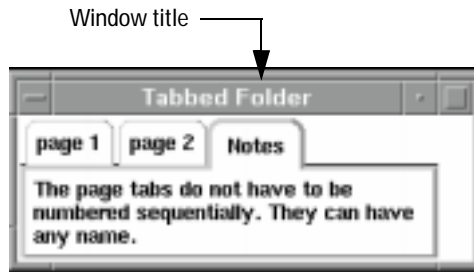 Window title
Tabbed Folder
page 1 page 2 Notes
The page tabs do not have to be
numbered sequentially. They can have
any name.